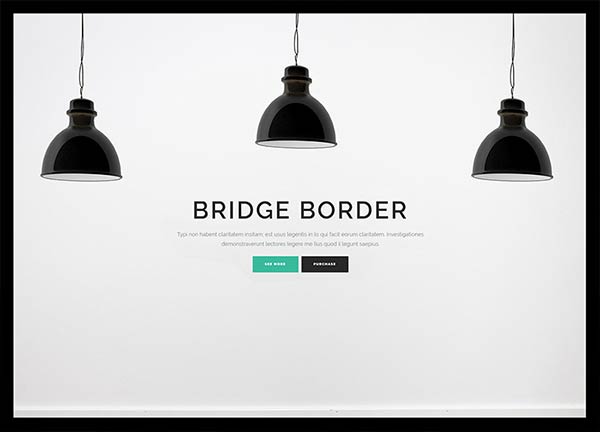 BRIDGE BORDER
Typi non habent claritatem insitam; est usus legentis in io qui facit eorum claritatem. Investigationes
demonstraverunt lectores legere me lius quod ii legunt saepius.
SEE MORE PURCHASE